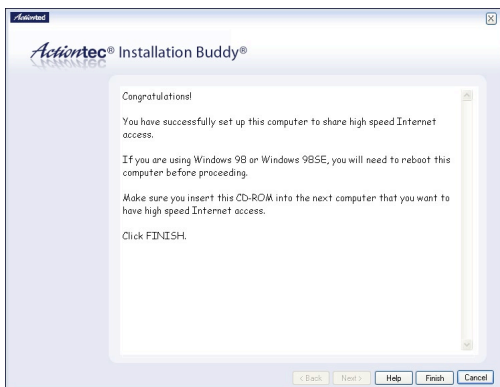 Actiontec
Actiontec® Installation Buddy®
Congratulations!
You have successfully set up this computer to share high speed Internet
access.
If you are using Windows 98 or Windows 98SE, you will need to reboot this
computer before proceeding.
Make sure you insert this CD-ROM into the next computer that you want to
have high speed Internet access.
Click FINISH.
< Back Next > Help Finish Cancel